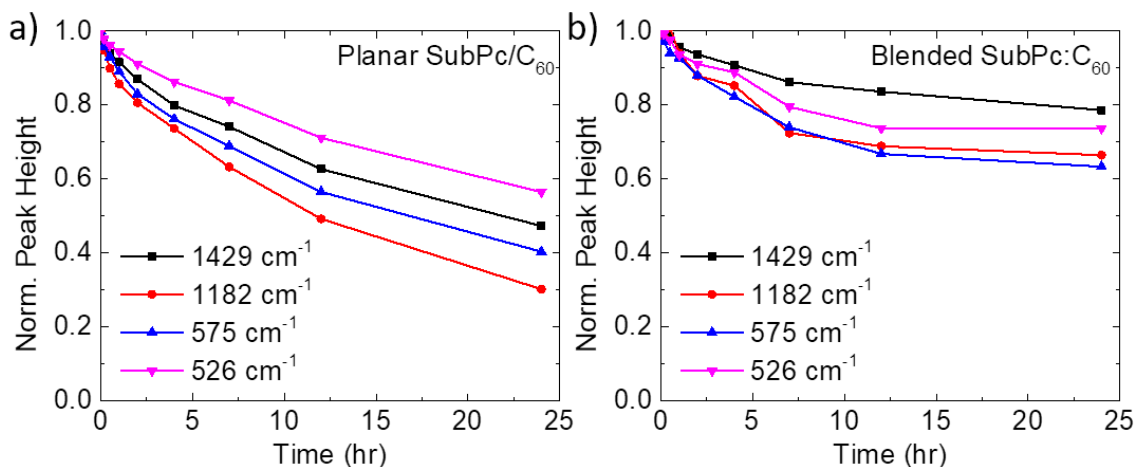 a)
Planar SubPc/C₆₀
Norm. Peak Height
1.0
0.8
0.6
0.4
0.2
0.0
1429 cm⁻¹
1182 cm⁻¹
575 cm⁻¹
526 cm⁻¹
0 5 10 15 20 25
Time (hr)
b)
Blended SubPc:C₆₀
Norm. Peak Height
1.0
0.8
0.6
0.4
0.2
0.0
1429 cm⁻¹
1182 cm⁻¹
575 cm⁻¹
526 cm⁻¹
0 5 10 15 20 25
Time (hr)